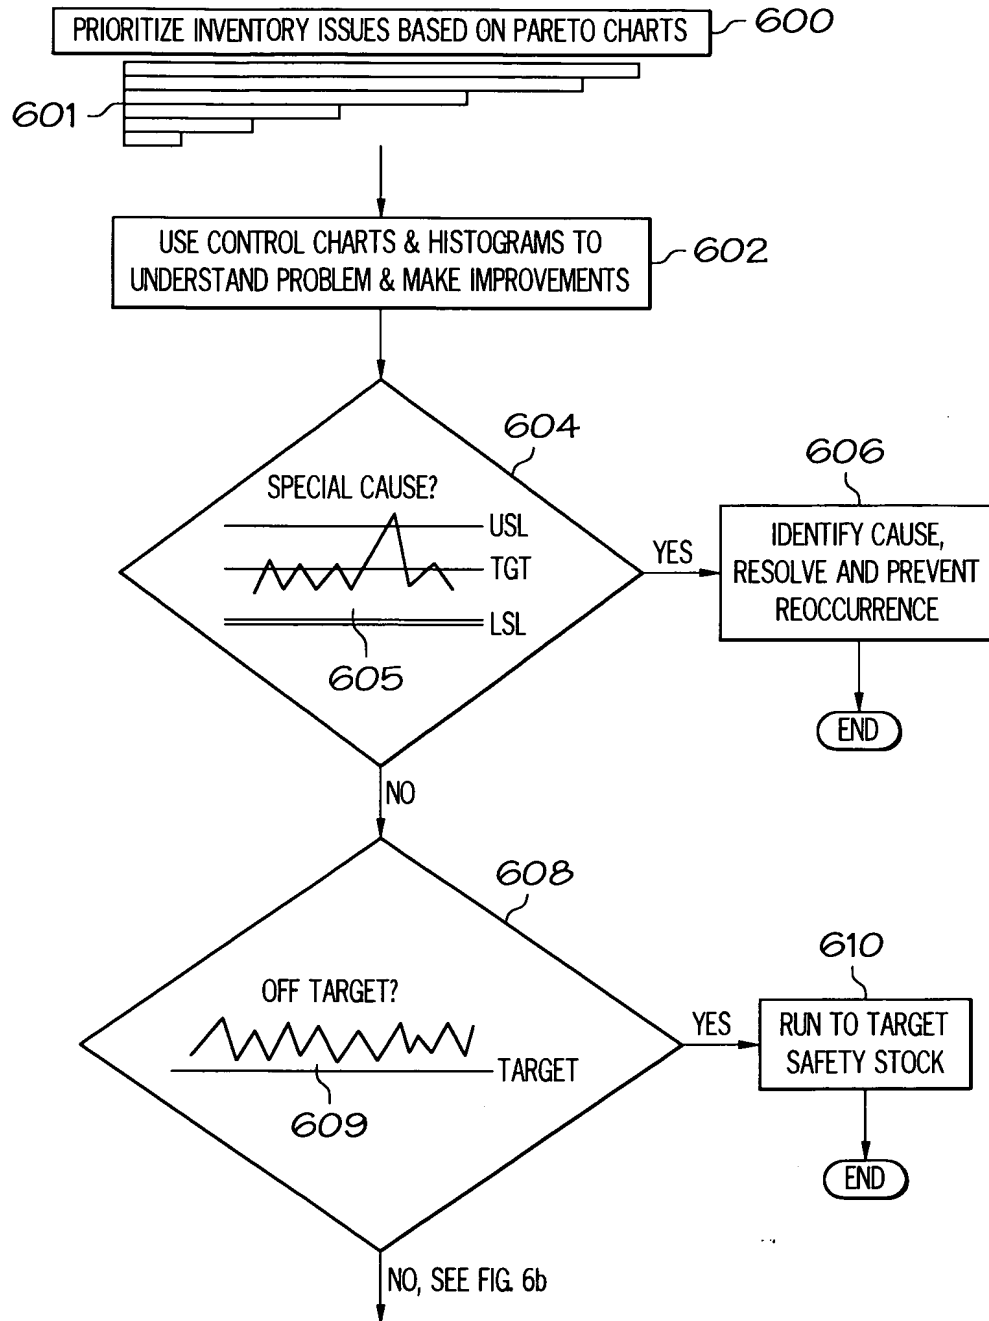 PRIORITIZE INVENTORY ISSUES BASED ON PARETO CHARTS
600
601
USE CONTROL CHARTS & HISTOGRAMS TO
UNDERSTAND PROBLEM & MAKE IMPROVEMENTS
602
604
SPECIAL CAUSE?
USL
TGT
LSL
605
YES
606
IDENTIFY CAUSE,
RESOLVE AND PREVENT
REOCCURRENCE
END
NO
608
OFF TARGET?
TARGET
609
YES
610
RUN TO TARGET
SAFETY STOCK
END
NO, SEE FIG. 6b